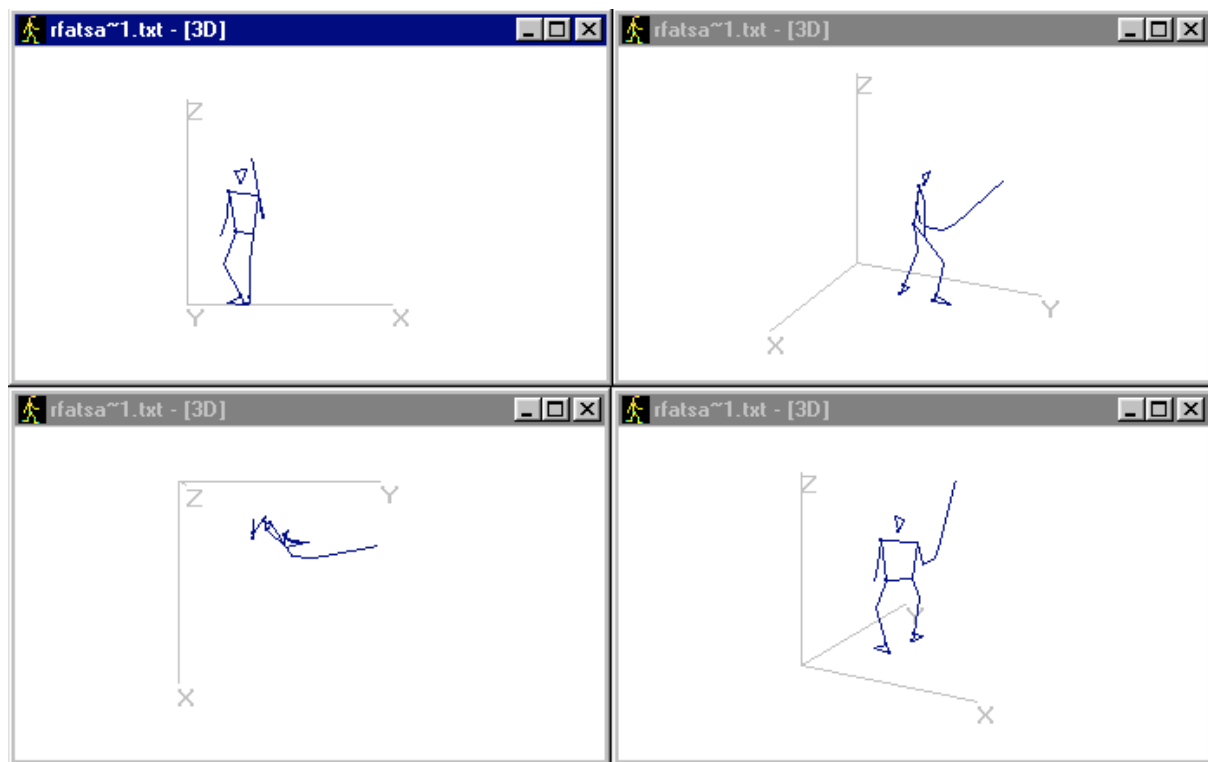 rfatsa~1.txt - [3D]
Z
Y
X
rfatsa~1.txt - [3D]
Z
Y
X
rfatsa~1.txt - [3D]
Z
Y
X
rfatsa~1.txt - [3D]
Z
Y
X